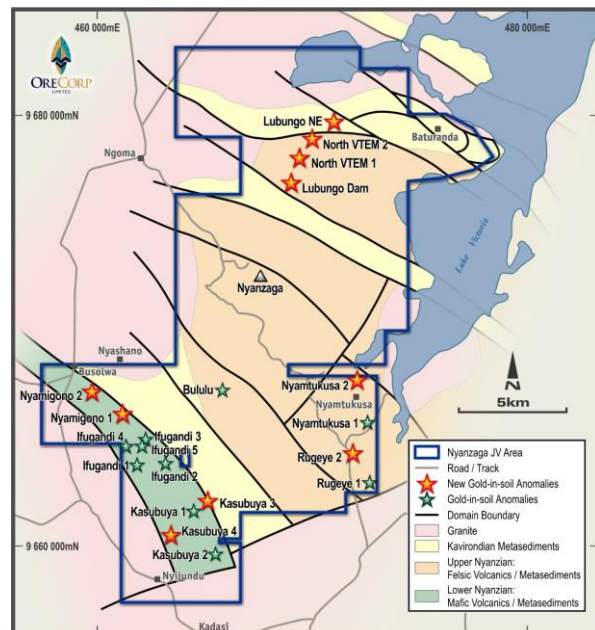 460 000mE
480 000mE
ORECORP
LIMITED
9 680 000mN
Lubungo NE
Baturanda
North VTEM 2
Ngoma
North VTEM 1
Lubungo Dam
Lake Victoria
Nyanzaga
N
5km
Nyashano
Busolwa
Nyamigono 2
Bululu
Nyamtukusa 2
Nyamtukusa
Nyamigono 1
Nyamtukusa 1
Ifugandi 4
Ifugandi 3
Ifugandi 5
Ifugandi 1
Ifugandi 2
Rugeye 2
Rugeye 1
Kasubuya 3
Kasubuya 1
Kasubuya 4
9 660 000mN
Kasubuya 2
Nyijundu
Kadasi
Nyanzaga JV Area
Road / Track
New Gold-in-soil Anomalies
Gold-in-soil Anomalies
Domain Boundary
Granite
Kavirondian Metasediments
Upper Nyanzian:
Felsic Volcanics / Metasediments
Lower Nyanzian:
Mafic Volcanics / Metasediments